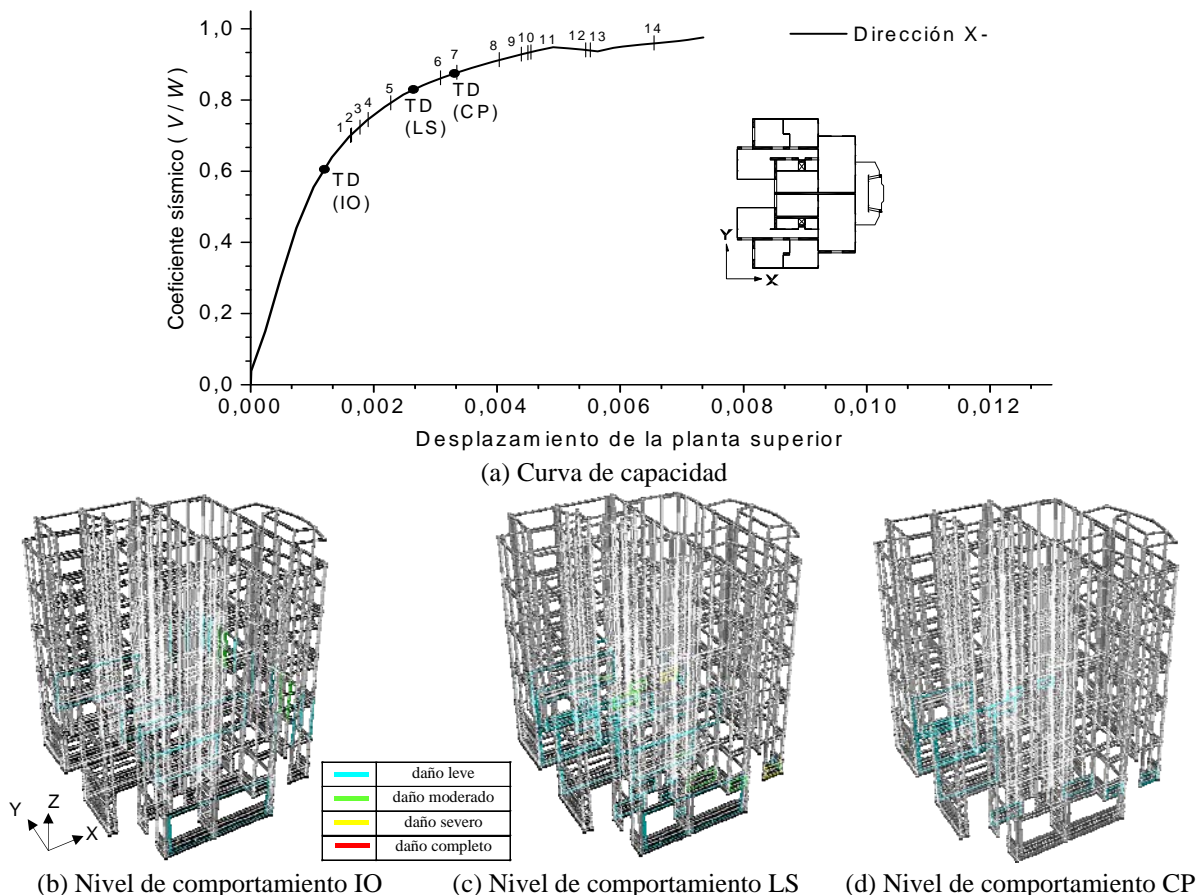 1,0
0,8
0,6
0,4
0,2
0,0
Coeficiente sísmico ( V / W )
1
2
3
4
5
6
7
8
9
10
11
12
13
14
TD
(IO)
TD
(LS)
TD
(CP)
Dirección X-
Y
X
0,000 0,002 0,004 0,006 0,008 0,010 0,012
Desplazamiento de la planta superior
(a) Curva de capacidad
Y Z X
daño leve
daño moderado
daño severo
daño completo
(b) Nivel de comportamiento IO (c) Nivel de comportamiento LS (d) Nivel de comportamiento CP